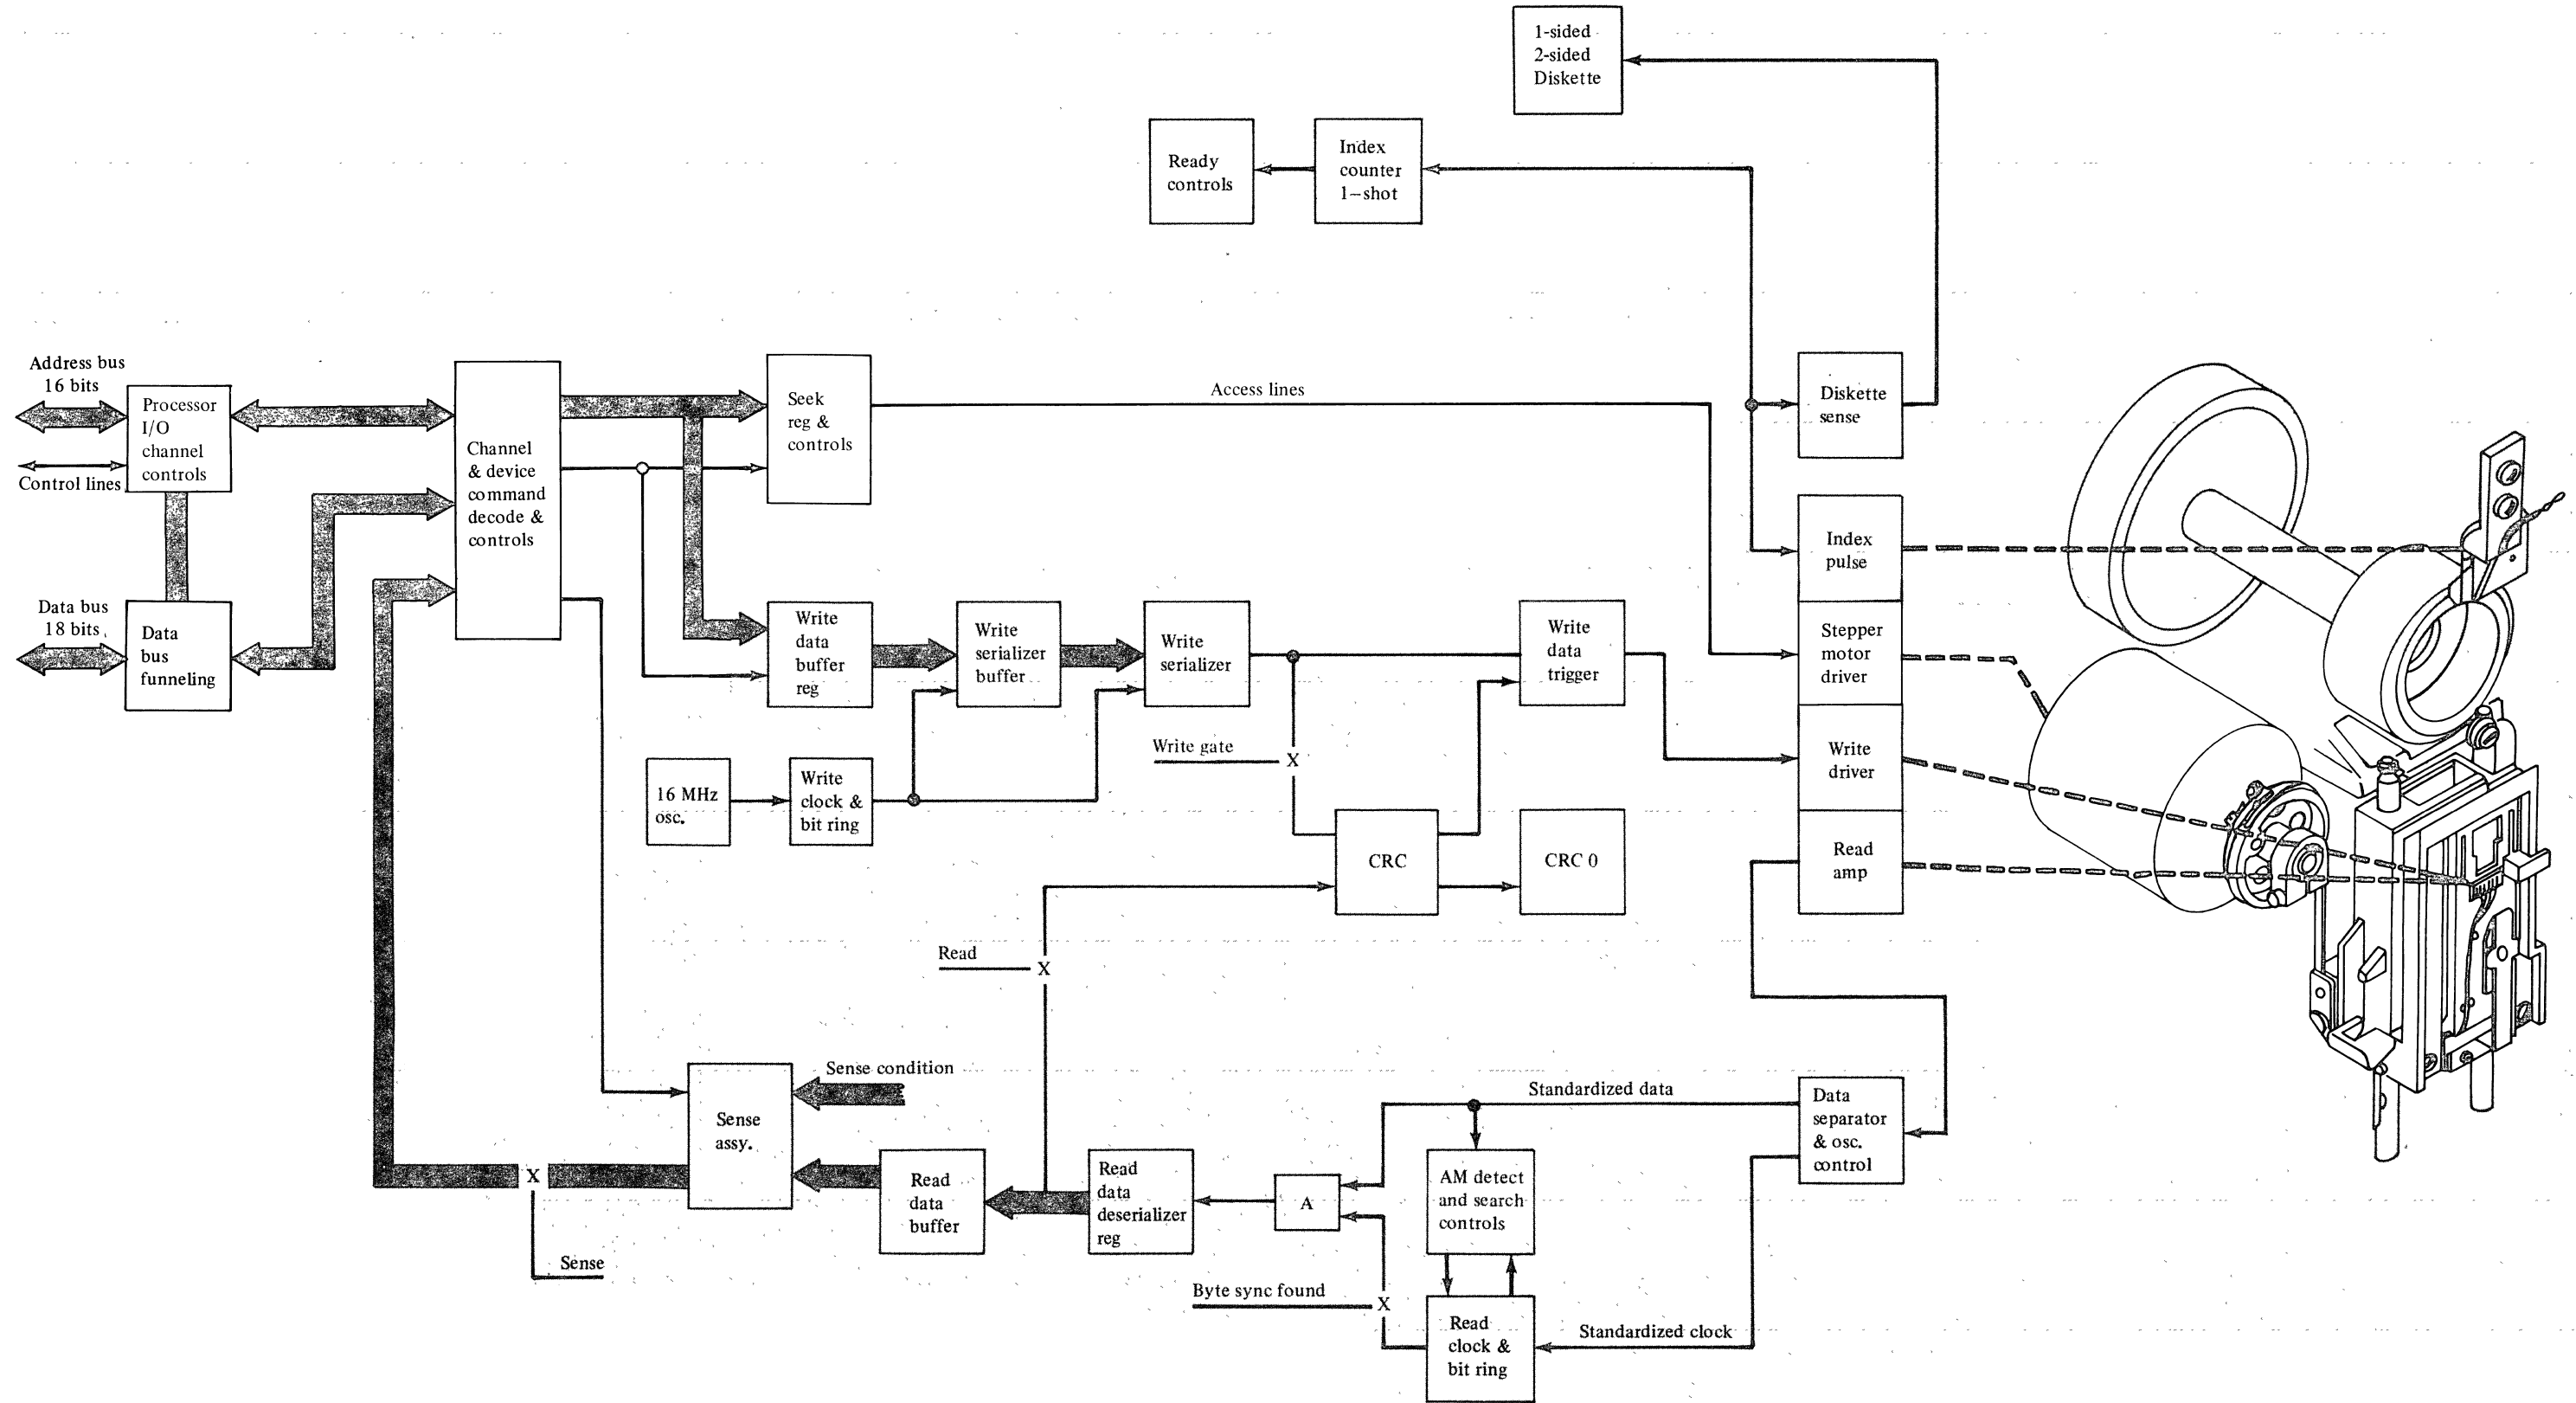 1-sided
2-sided
Diskette
Ready
controls
Index
counter
1-shot
Address bus
16 bits
Processor
I/O
channel
controls
Control lines
Channel
& device
command
decode &
controls
Seek
reg &
controls
Access lines
Diskette
sense
Index
pulse
Data bus
18 bits
Data
bus
funneling
Write
data
buffer
reg
Write
serializer
buffer
Write
serializer
Write
data
trigger
Stepper
motor
driver
Write gate
X
Write
driver
16 MHz
osc.
Write
clock &
bit ring
CRC
CRC 0
Read
amp
Read
X
Sense condition
Sense
assy.
Standardized data
Data
separator
& osc.
control
X
Sense
Read
data
buffer
Read
data
deserializer
reg
A
AM detect
and search
controls
Byte sync found
X
Read
clock &
bit ring
Standardized clock